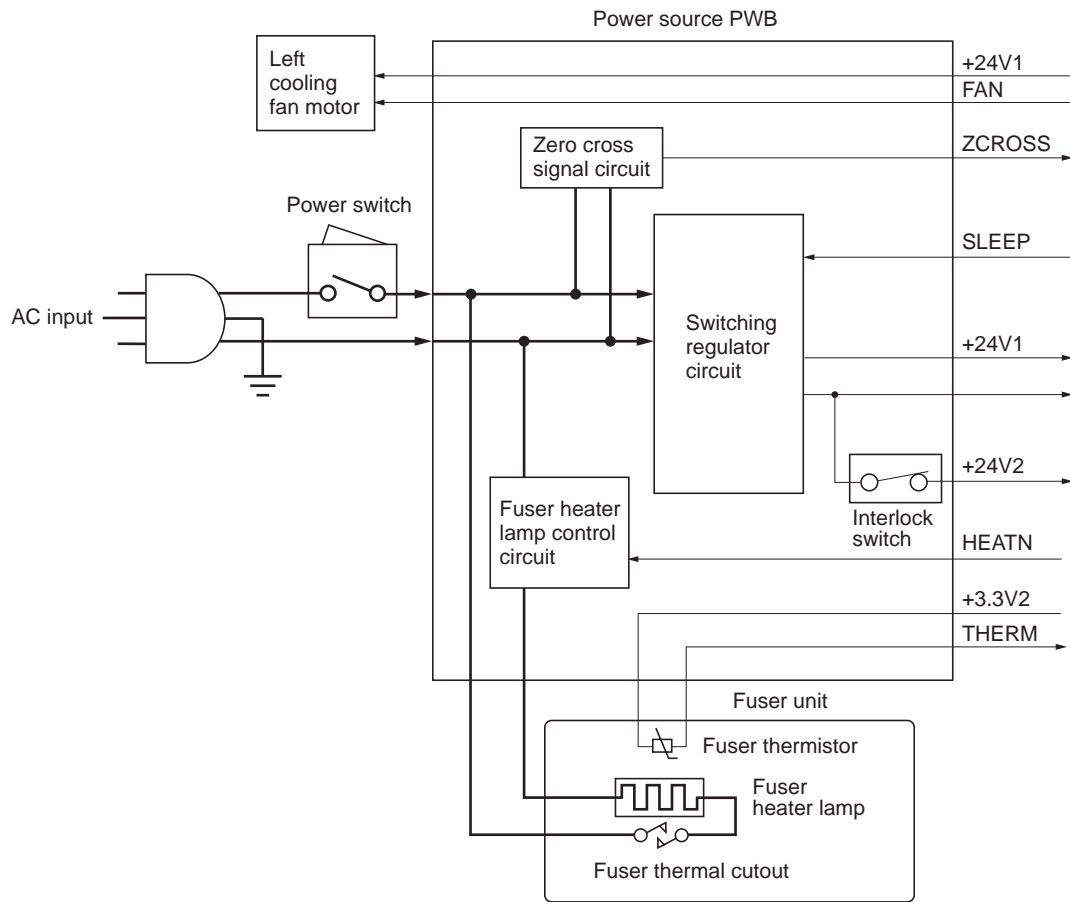 Power source PWB
Left
cooling
fan motor
+24V1
FAN
Zero cross
signal circuit
ZCROSS
Power switch
SLEEP
AC input
Switching
regulator
circuit
+24V1
+24V2
Interlock
switch
Fuser heater
lamp control
circuit
HEATN
+3.3V2
THERM
Fuser unit
Fuser thermistor
Fuser
heater lamp
Fuser thermal cutout